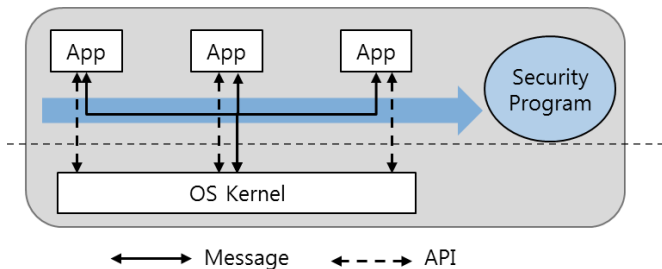 App
App
App
Security
Program
OS Kernel
Message
API